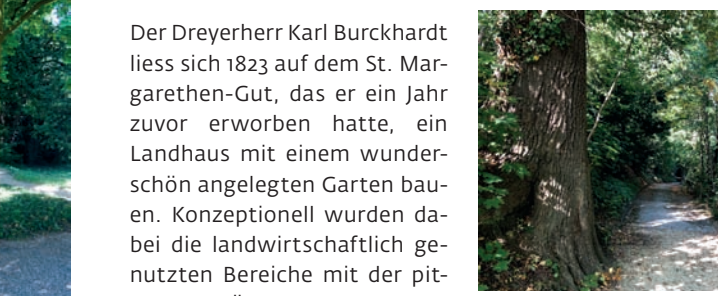 Der Dreyerherr Karl Burckhardt
liess sich 1823 auf dem St. Mar-
garethen-Gut, das er ein Jahr
zuvor erworben hatte, ein
Landhaus mit einem wunder-
schön angelegten Garten bau-
en. Konzeptionell wurden da-
bei die landwirtschaftlich ge-
nutzten Bereiche mit der pit-